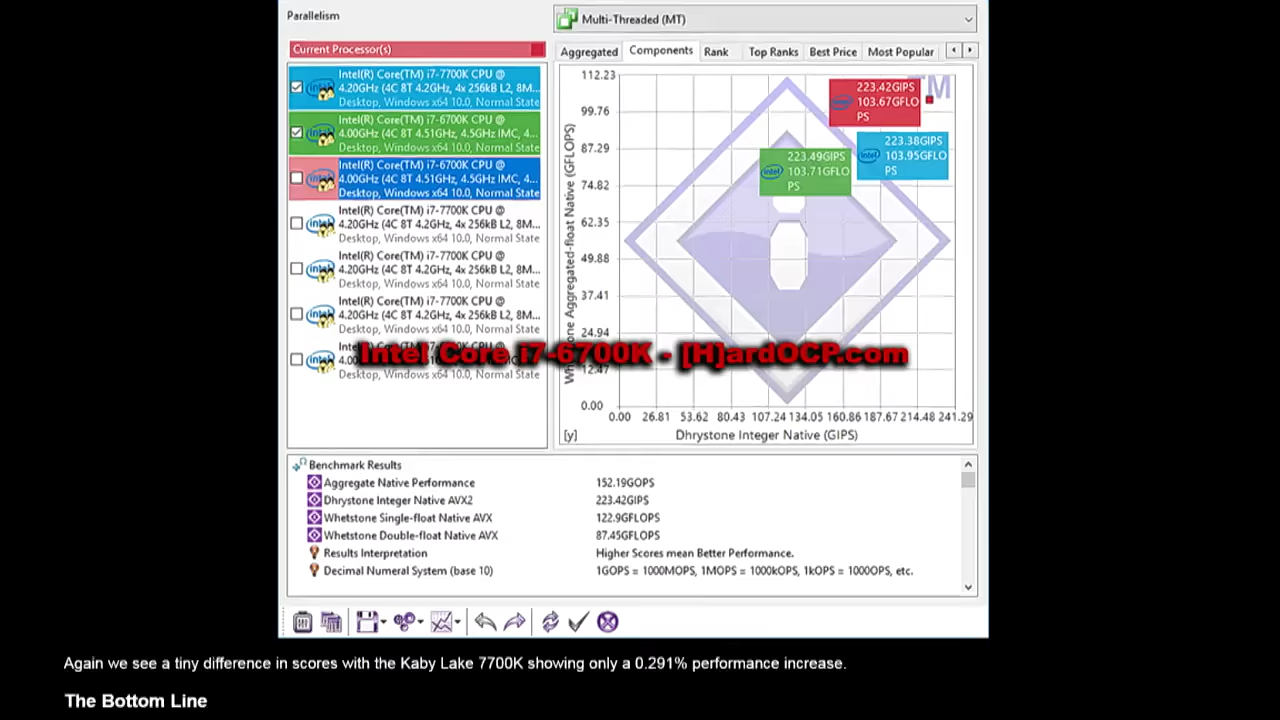 Parallelism
Multi-Threaded (MT)
Current Processor(s)
Aggregated Components Rank Top Ranks Best Price Most Popular
Intel(R) Core(TM) i7-7700K CPU @
4.20GHz (4C 8T 4.2GHz, 4x 256kB L2, 8M...
Desktop, Windows x64 10.0, Normal State
Intel(R) Core(TM) i7-6700K CPU @
4.00GHz (4C 8T 4.51GHz, 4.5GHz IMC, 4...
Desktop, Windows x64 10.0, Normal State
Intel(R) Core(TM) i7-6700K CPU @
4.00GHz (4C 8T 4.51GHz, 4.5GHz IMC, 4...
Desktop, Windows x64 10.0, Normal State
Intel(R) Core(TM) i7-7700K CPU @
4.20GHz (4C 8T 4.2GHz, 4x 256kB L2, 8M...
Desktop, Windows x64 10.0, Normal State
Intel(R) Core(TM) i7-7700K CPU @
4.20GHz (4C 8T 4.2GHz, 4x 256kB L2, 8M...
Desktop, Windows x64 10.0, Normal State
Intel(R) Core(TM) i7-7700K CPU @
4.20GHz (4C 8T 4.2GHz, 4x 256kB L2, 8M...
Desktop, Windows x64 10.0, Normal State
Desktop, Windows x64 10.0, Normal State
Intel Core i7-6700K - [H]ardOCP.com
112.23
99.76
87.29
74.82
62.35
49.88
37.41
24.94
12.47
0.00
Aggregated-float Native (GFLOPS)
TM
223.42GIPS
103.67GFLO
PS
223.38GIPS
103.95GFLO
PS
223.49GIPS
103.71GFLO
PS
0.00 26.81 53.62 80.43 107.24 134.05 160.86 187.67 214.48 241.29
[y]
Dhrystone Integer Native (GIPS)
Benchmark Results
Aggregate Native Performance 152.19GOPS
Dhrystone Integer Native AVX2 223.42GIPS
Whetstone Single-float Native AVX 122.9GFLOPS
Whetstone Double-float Native AVX 87.45GFLOPS
Results Interpretation Higher Scores mean Better Performance.
Decimal Numeral System (base 10) 1GOPS = 1000MOPS, 1MOPS = 1000kOPS, 1kOPS = 1000OPS, etc.
Again we see a tiny difference in scores with the Kaby Lake 7700K showing only a 0.291% performance increase.
The Bottom Line